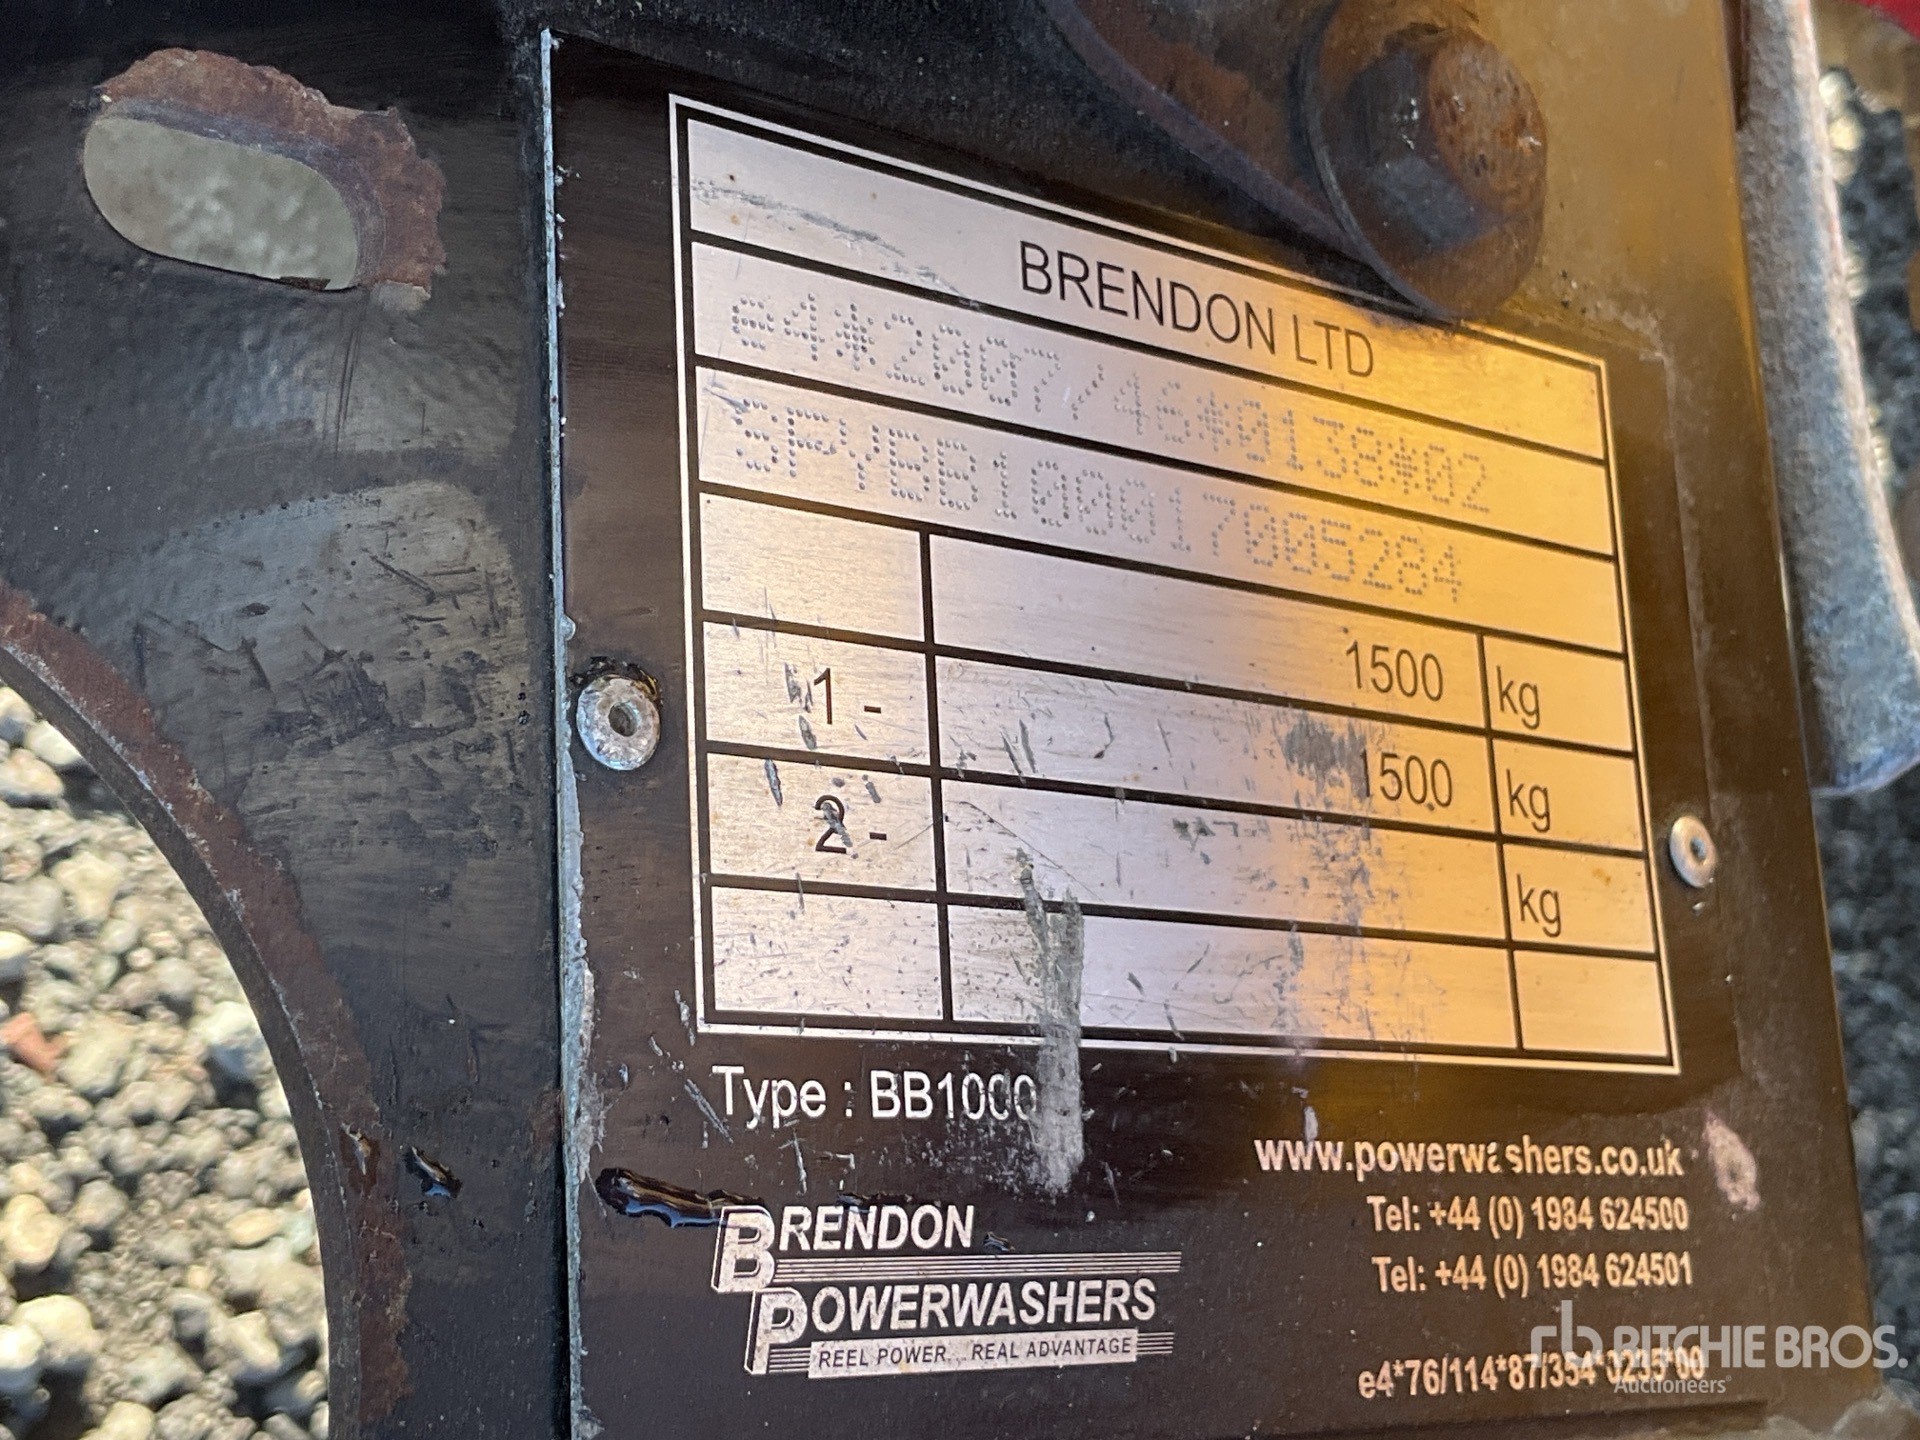 BRENDON LTD
e4*2007/46*0138*02
SPYBB100017005284
1500 kg
1 - 1500 kg
2 - kg
Type : BB1000
www.powerwashers.co.uk
Tel: +44 (0) 1984 624500
Tel: +44 (0) 1984 624501
BRENDON
POWERWASHERS
REEL POWER... REAL ADVANTAGE
e4*76/114*87/354*0235*00
rb RITCHIE BROS.
Auctioneers